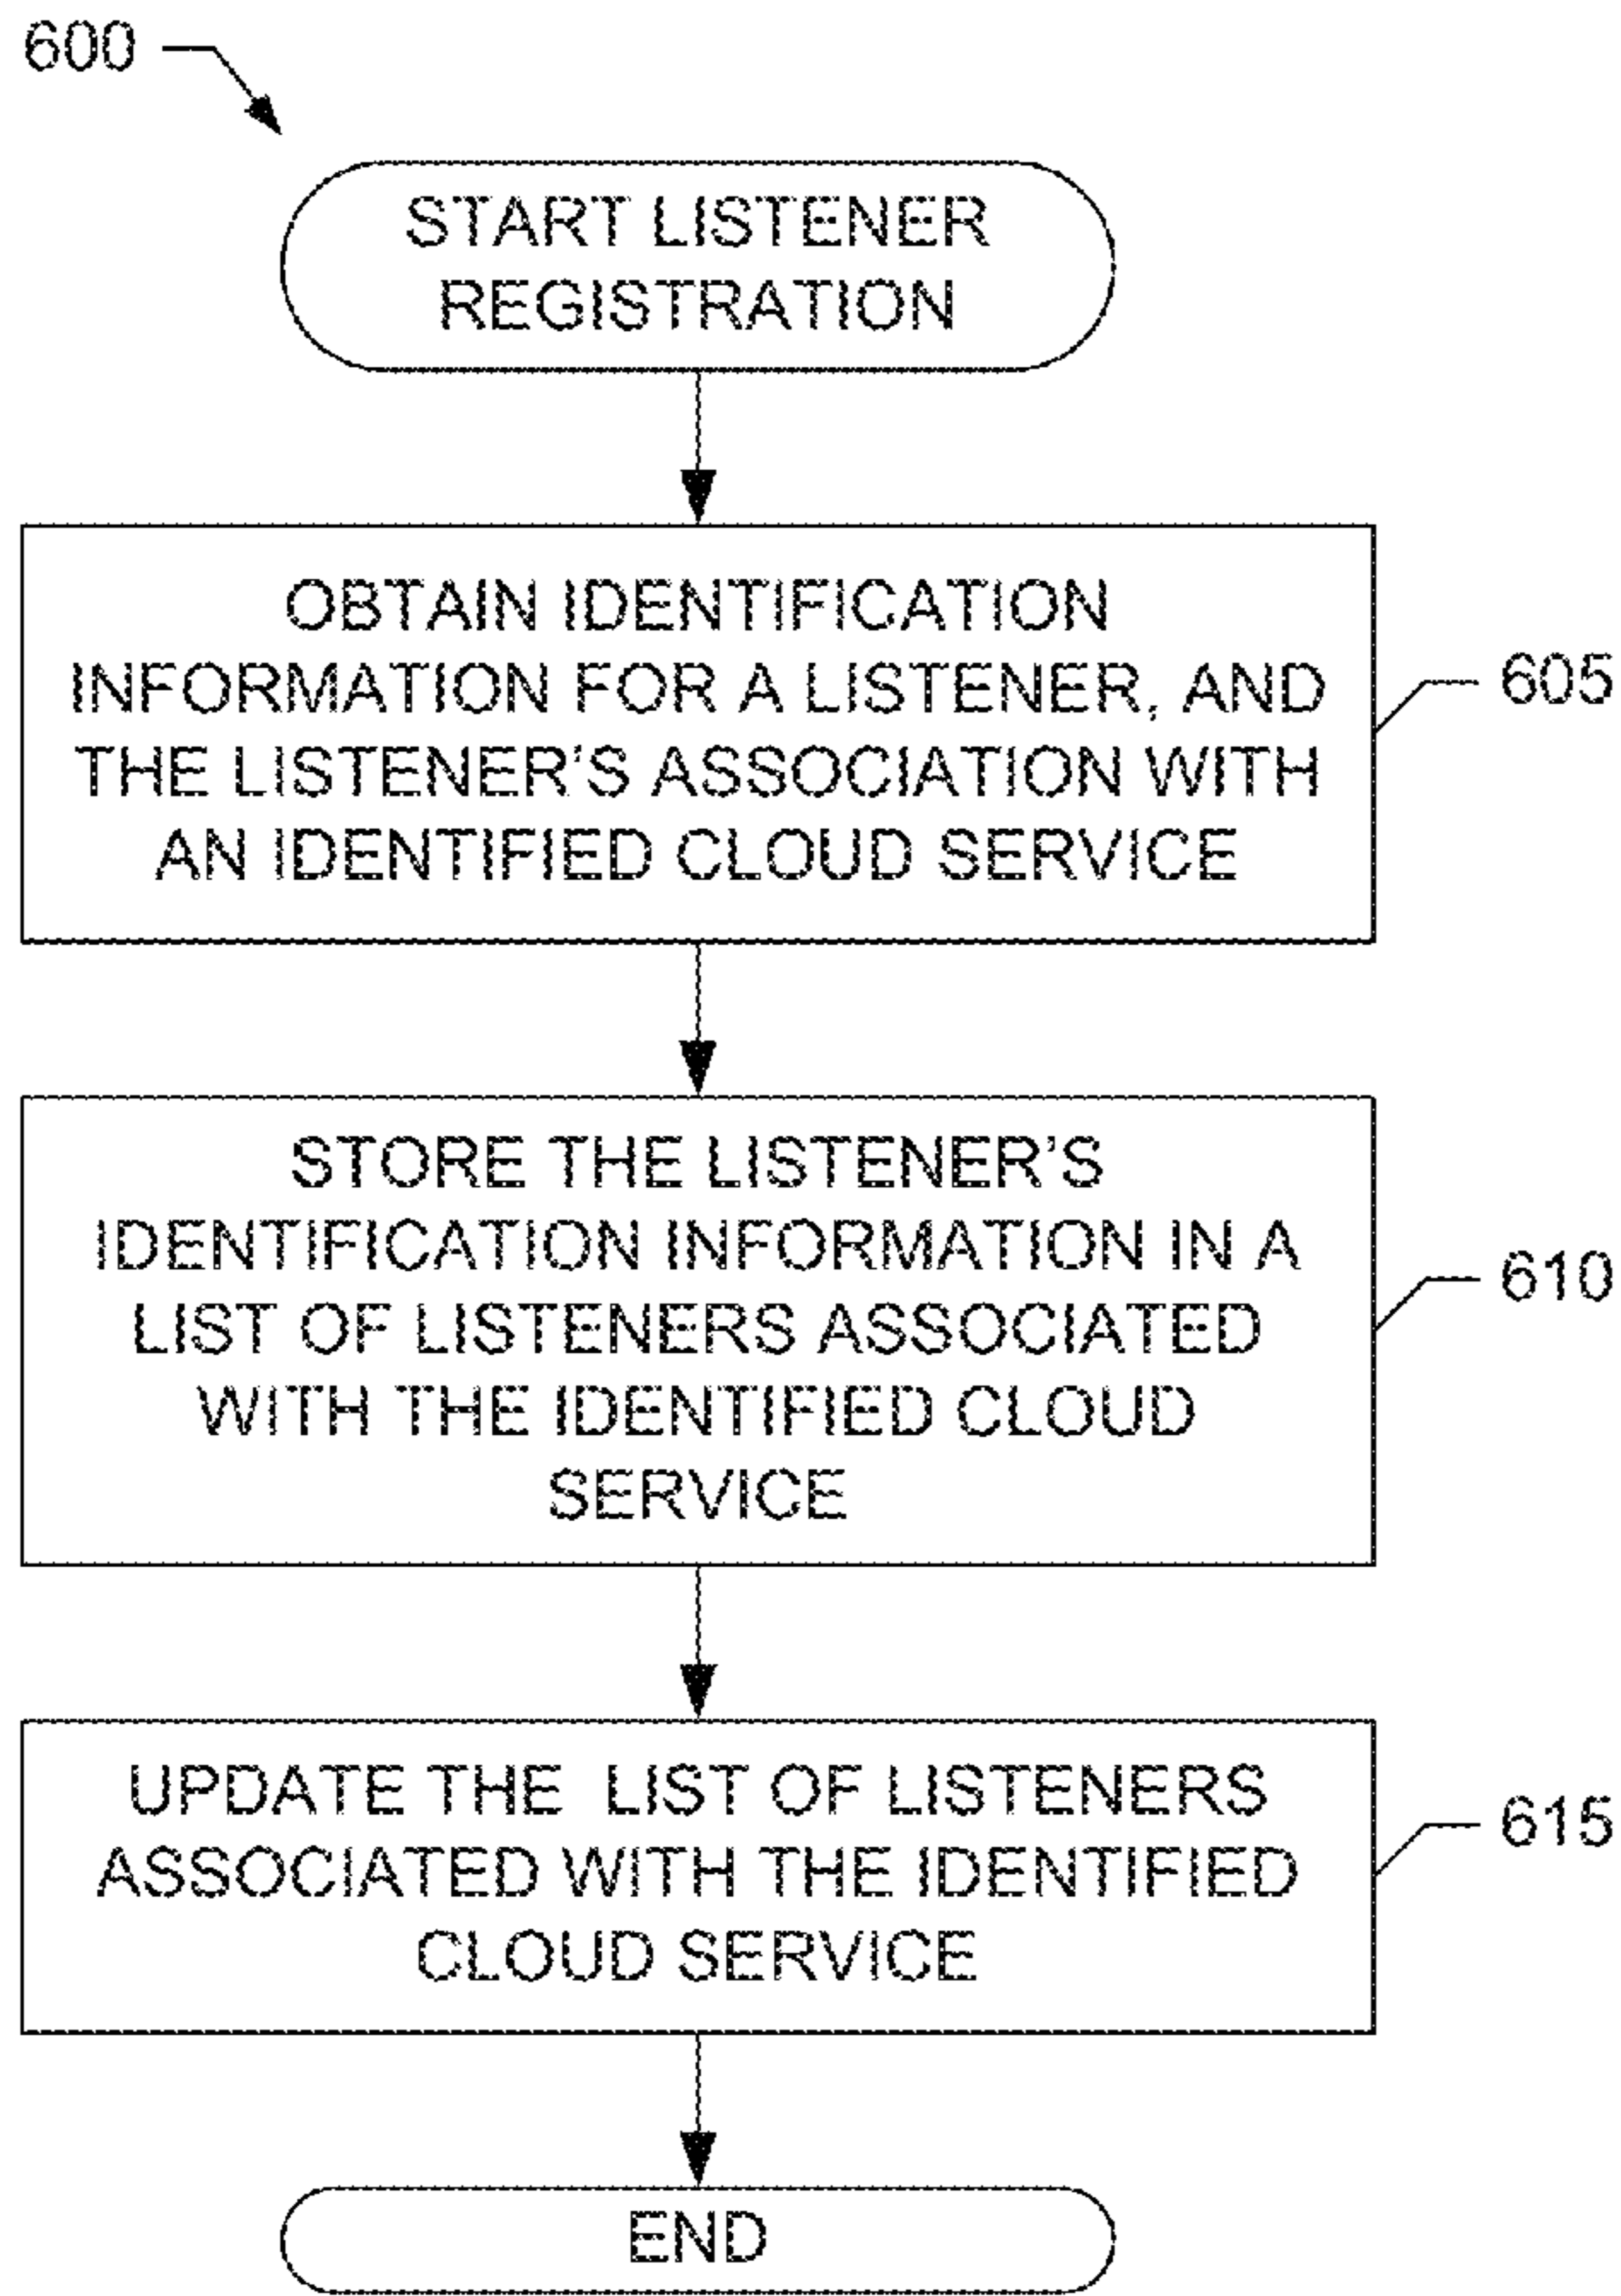 600
START LISTENER
REGISTRATION
OBTAIN IDENTIFICATION
INFORMATION FOR A LISTENER, AND
THE LISTENER'S ASSOCIATION WITH
AN IDENTIFIED CLOUD SERVICE
605
STORE THE LISTENER'S
IDENTIFICATION INFORMATION IN A
LIST OF LISTENERS ASSOCIATED
WITH THE IDENTIFIED CLOUD
SERVICE
610
UPDATE THE LIST OF LISTENERS
ASSOCIATED WITH THE IDENTIFIED
CLOUD SERVICE
615
END